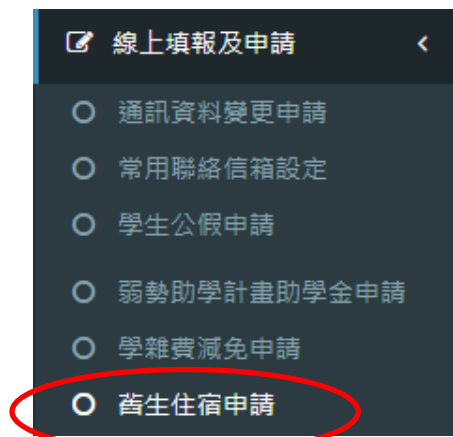 線上填報及申請
通訊資料變更申請
常用聯絡信箱設定
學生公假申請
弱勢助學計畫助學金申請
學雜費減免申請
舊生住宿申請